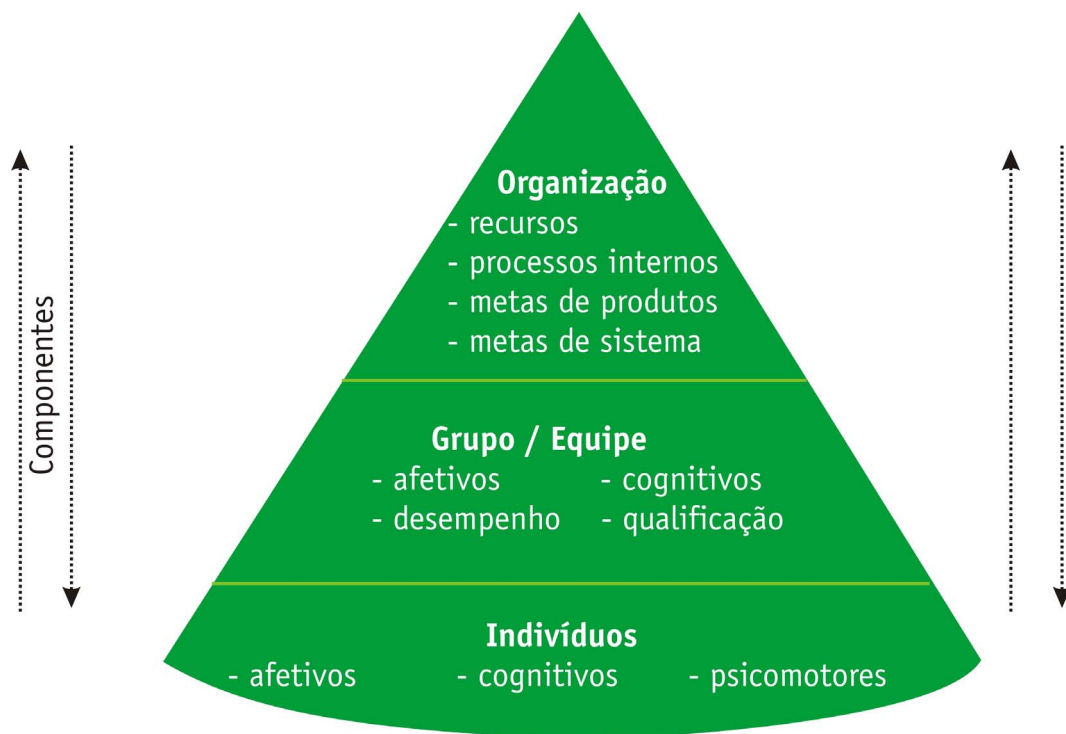 Componentes
Organização
- recursos
- processos internos
- metas de produtos
- metas de sistema
Grupo / Equipe
- afetivos - cognitivos
- desempenho - qualificação
Indivíduos
- afetivos - cognitivos - psicomotores